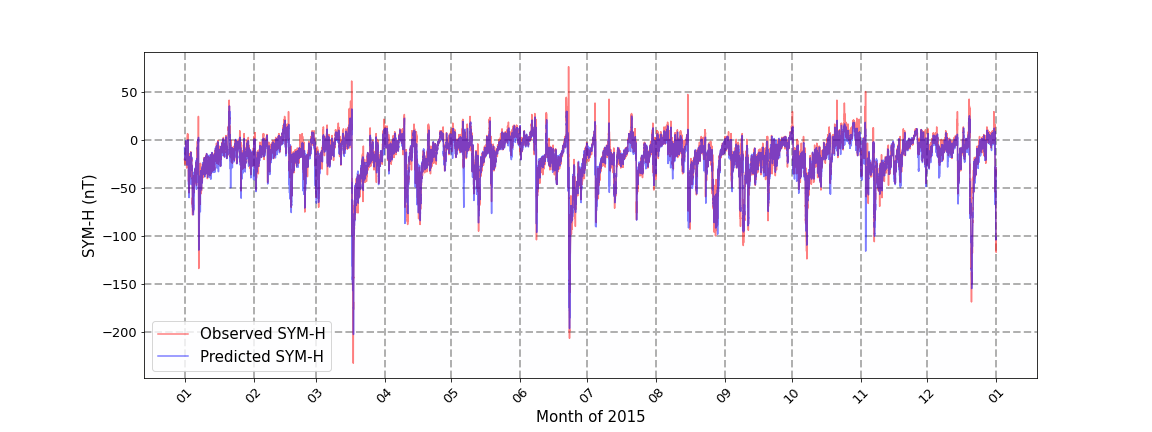 50
0
−50
−100
−150
−200
SYM-H (nT)
Observed SYM-H
Predicted SYM-H
01 02 03 04 05 06 07 08 09 10 11 12 01
Month of 2015